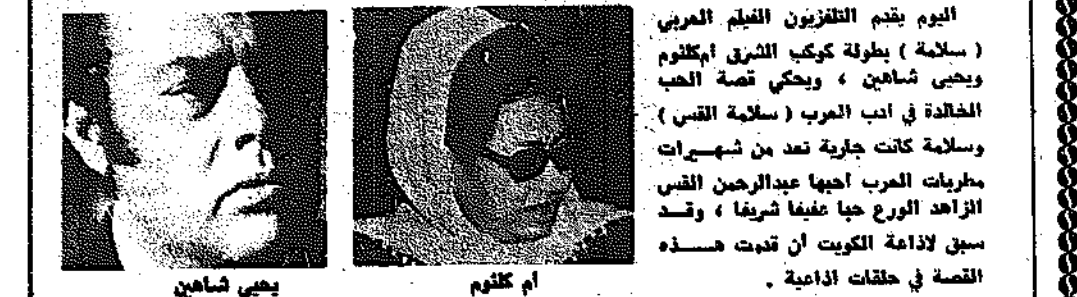 اليوم يقدم التلفزيون الفيلم العربي
( سلامة ) بطولة كوكب الشرق أم كلثوم
ويحيى شاهين ، ويحكي قصة الحب
الخالدة في ادب العرب ( سلامة القس )
وسلامة كانت جارية تعد من شهيرات
مطربات العرب احبها عبدالرحمن القس
الزاهد الورع حبا عفيفا شريفا ، وقد
سبق لاذاعة الكويت أن قدمت هذه
القصة في حلقات اذاعية .
أم كلثوم
يحيى شاهين